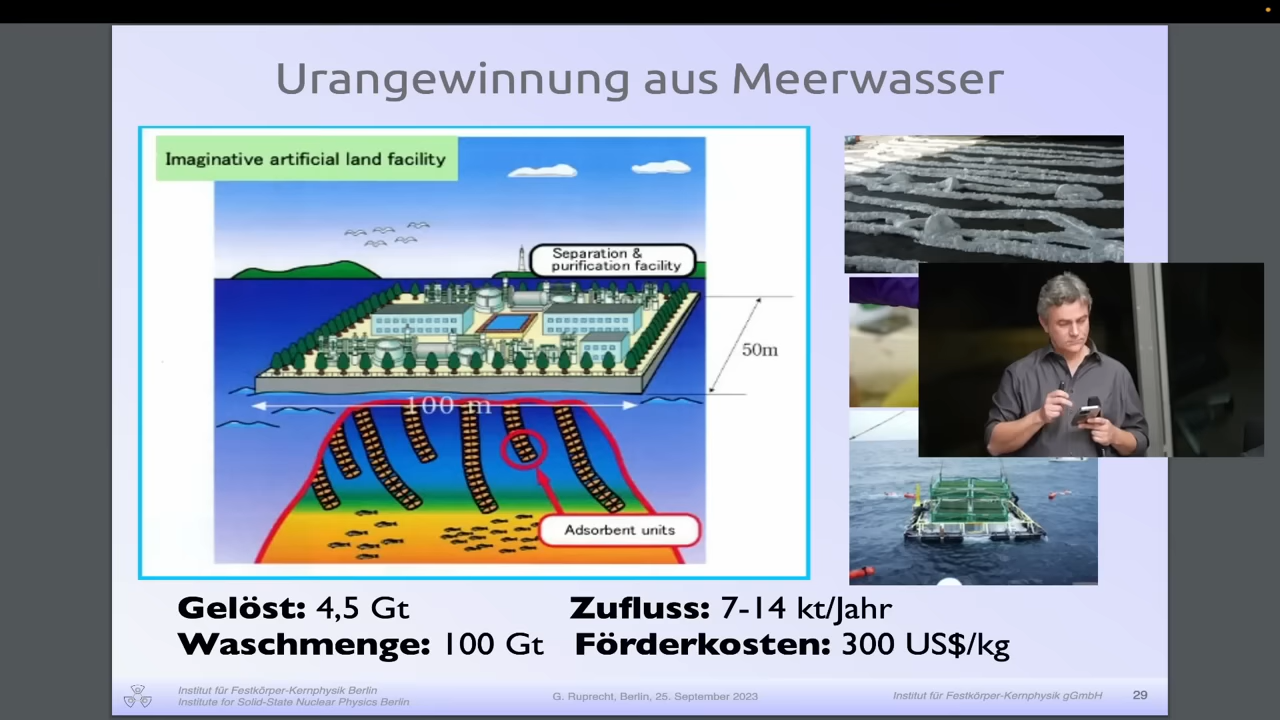 Urangewinnung aus Meerwasser
Imaginative artificial land facility
Separation &
purification facility
50m
100 m
Adsorbent units
Gelöst: 4,5 Gt
Zufluss: 7-14 kt/Jahr
Waschmenge: 100 Gt
Förderkosten: 300 US$/kg
Institut für Festkörper-Kernphysik Berlin
Institute for Solid-State Nuclear Physics Berlin
G. Ruprecht, Berlin, 25. September 2023
Institut für Festkörper-Kernphysik gGmbH
29